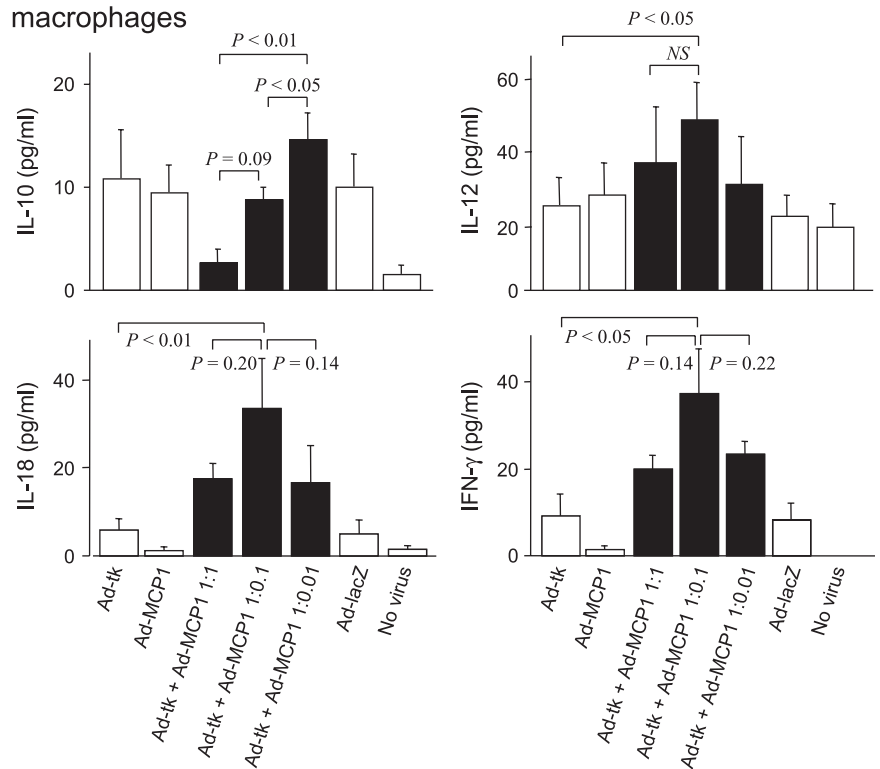 macrophages
P < 0.01
P < 0.05
P = 0.09
IL-10 (pg/ml)
20
10
0
P < 0.05
NS
IL-12 (pg/ml)
60
40
20
0
P < 0.01
P = 0.20
P = 0.14
IL-18 (pg/ml)
40
20
0
P < 0.05
P = 0.14
P = 0.22
IFN-γ (pg/ml)
40
20
0
Ad-tk
Ad-MCP1
Ad-tk + Ad-MCP1 1:1
Ad-tk + Ad-MCP1 1:0.1
Ad-tk + Ad-MCP1 1:0.01
Ad-lacZ
No virus
Ad-tk
Ad-MCP1
Ad-tk + Ad-MCP1 1:1
Ad-tk + Ad-MCP1 1:0.1
Ad-tk + Ad-MCP1 1:0.01
Ad-lacZ
No virus